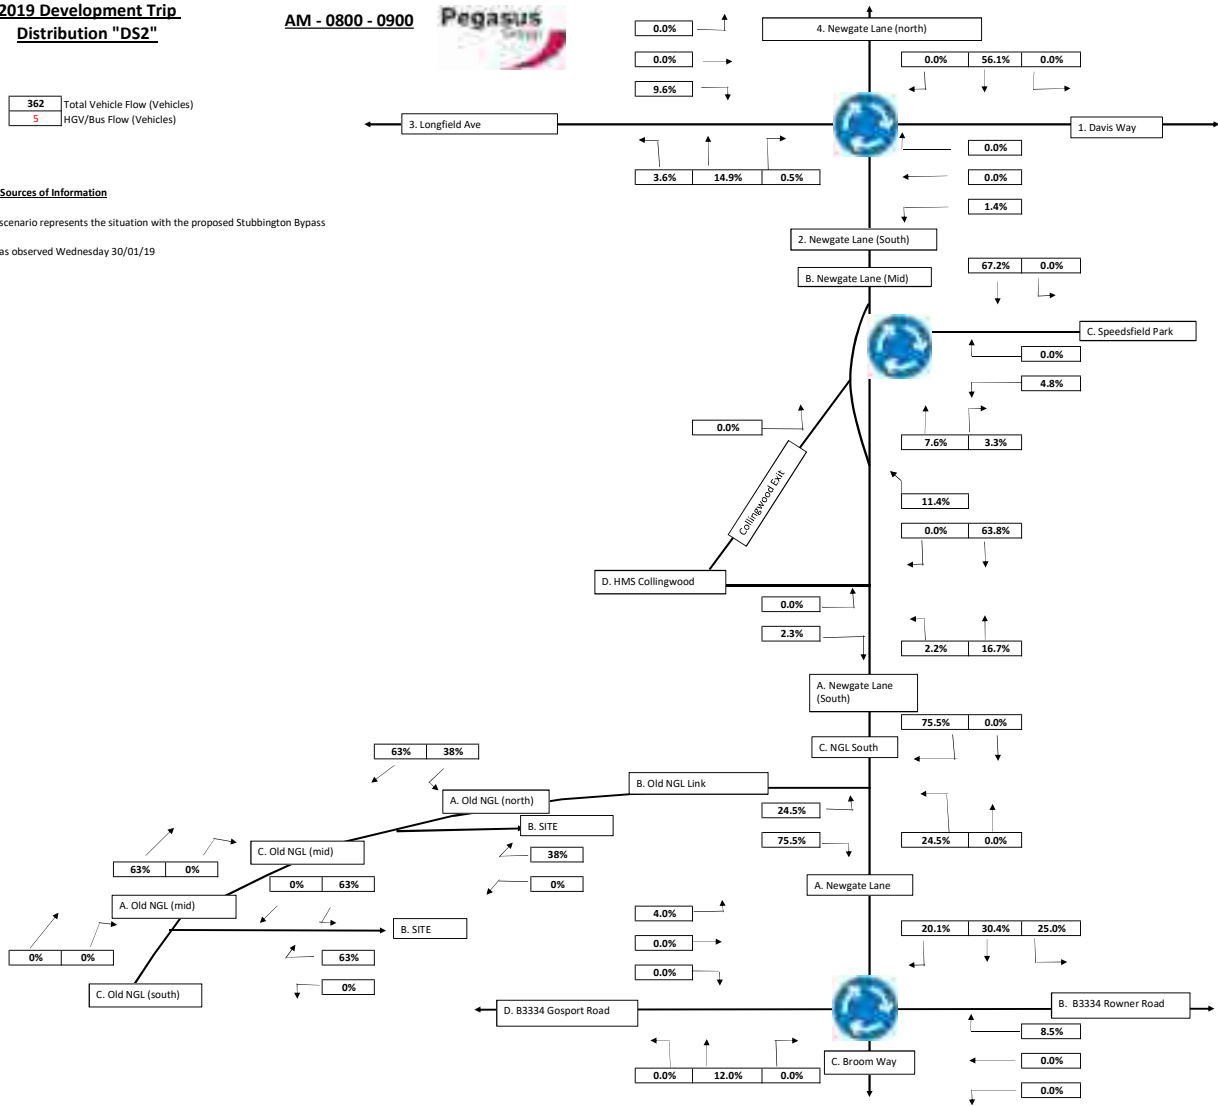 2019 Development Trip
Distribution "DS2"
AM - 0800 - 0900
Pegasus
Group
362 Total Vehicle Flow (Vehicles)
5 HGV/Bus Flow (Vehicles)
Sources of Information
scenario represents the situation with the proposed Stubbington Bypass
as observed Wednesday 30/01/19
0.0%
0.0%
9.6%
4. Newgate Lane (north)
0.0% 56.1% 0.0%
3. Longfield Ave
1. Davis Way
3.6% 14.9% 0.5%
0.0%
0.0%
1.4%
2. Newgate Lane (South)
B. Newgate Lane (Mid)
67.2% 0.0%
C. Speedsfield Park
0.0%
4.8%
7.6% 3.3%
0.0%
Collingwood Exit
11.4%
0.0% 63.8%
D. HMS Collingwood
0.0%
2.3%
2.2% 16.7%
A. Newgate Lane
(South)
75.5% 0.0%
C. NGL South
63% 38%
B. Old NGL Link
A. Old NGL (north)
24.5%
75.5%
24.5% 0.0%
B. SITE
38%
0%
C. Old NGL (mid)
63% 0%
0% 63%
A. Old NGL (mid)
A. Newgate Lane
B. SITE
0% 0%
63%
0%
C. Old NGL (south)
4.0%
0.0%
0.0%
20.1% 30.4% 25.0%
D. B3334 Gosport Road
B. B3334 Rowner Road
8.5%
0.0%
0.0%
C. Broom Way
0.0% 12.0% 0.0%